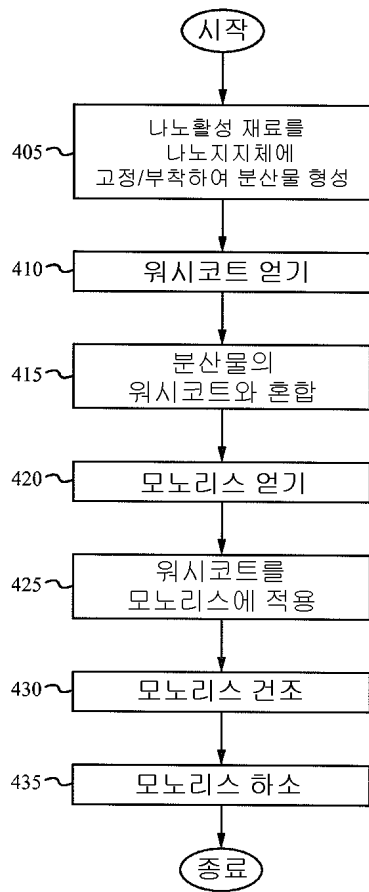 시작
405
나노활성 재료를
나노지지체에
고정/부착하여 분산물 형성
410
워시코트 얻기
415
분산물의
워시코트와 혼합
420
모노리스 얻기
425
워시코트를
모노리스에 적용
430
모노리스 건조
435
모노리스 하소
종료